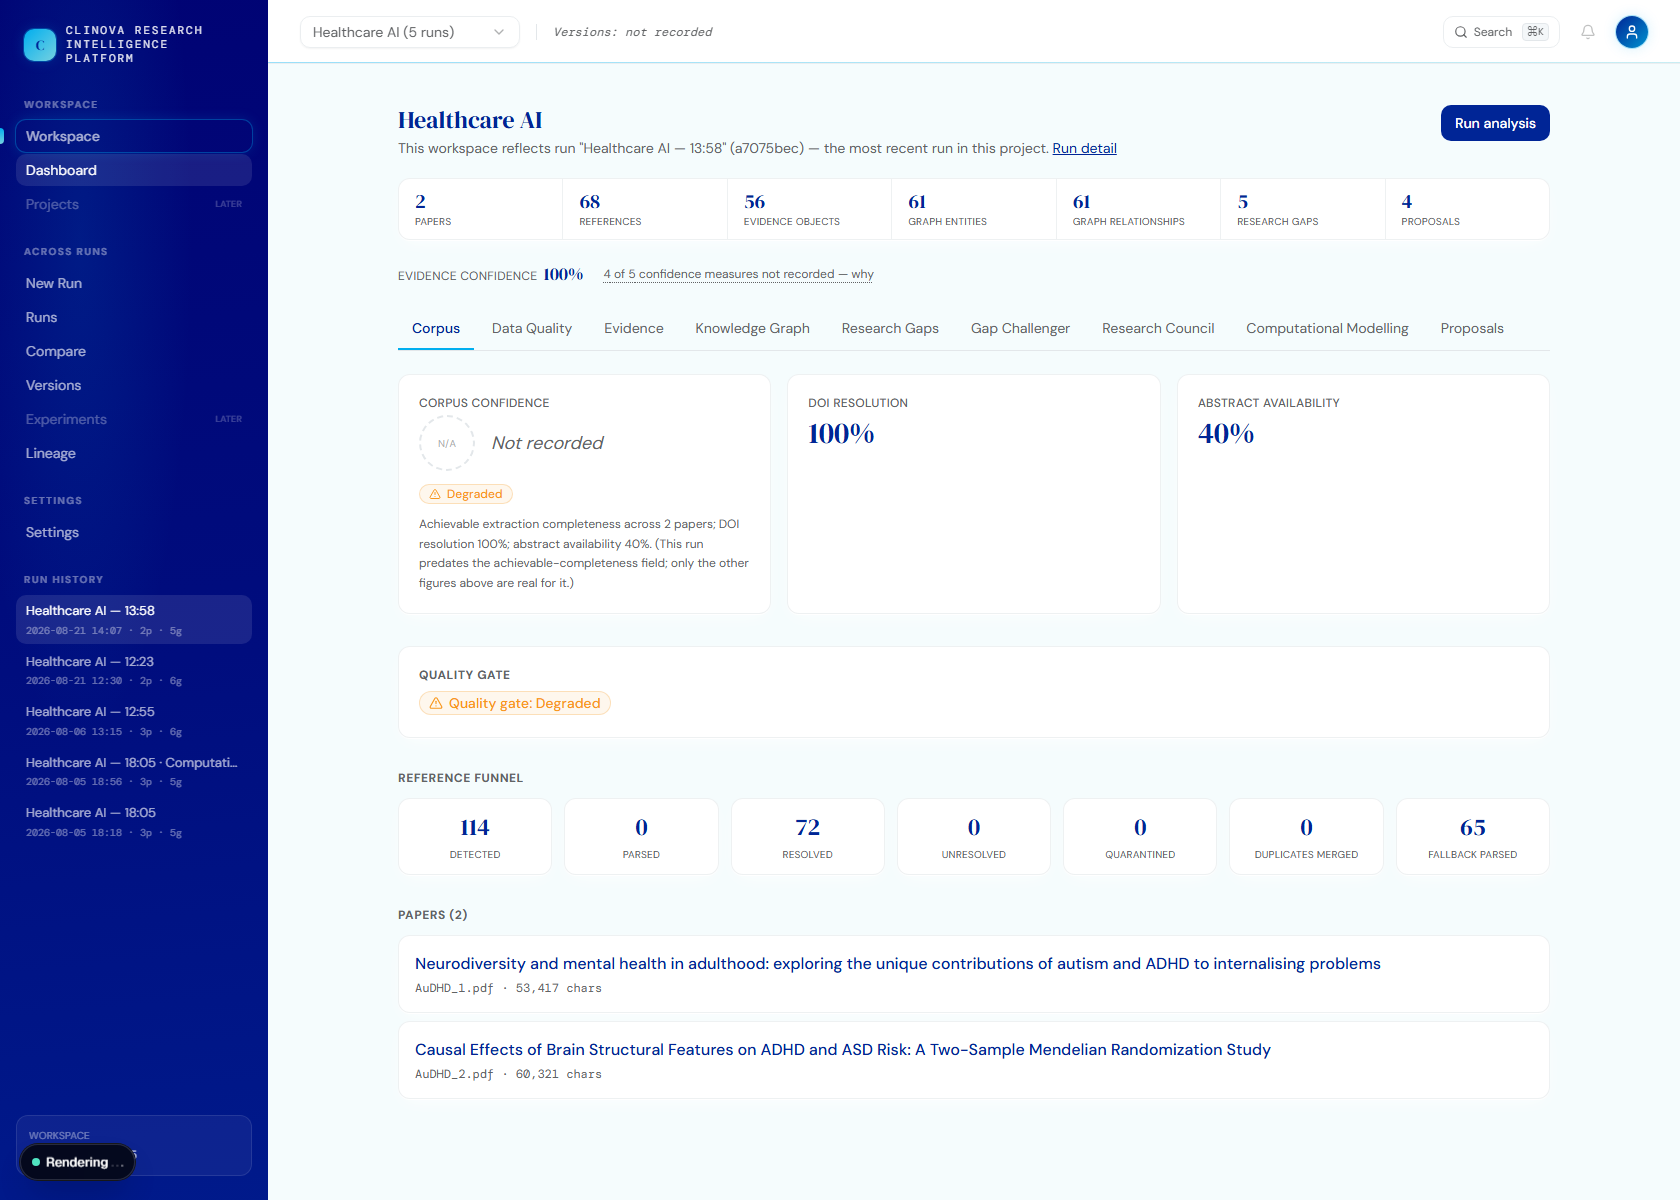 C
CLINOVA RESEARCH
INTELLIGENCE
PLATFORM
WORKSPACE
Workspace
Dashboard
Projects LATER
ACROSS RUNS
New Run
Runs
Compare
Versions
Experiments LATER
Lineage
SETTINGS
Settings
RUN HISTORY
Healthcare AI — 13:58
2026-08-21 14:07 · 2p · 5g
Healthcare AI — 12:23
2026-08-21 12:30 · 2p · 6g
Healthcare AI — 12:55
2026-08-06 13:15 · 3p · 6g
Healthcare AI — 18:05 · Computati...
2026-08-05 18:56 · 3p · 5g
Healthcare AI — 18:05
2026-08-05 18:18 · 3p · 5g
WORKSPACE
Rendering ...
Healthcare AI (5 runs)
Versions: not recorded
Search ⌘K
Healthcare AI
This workspace reflects run "Healthcare AI — 13:58" (a7075bec) — the most recent run in this project. Run detail
Run analysis
2 PAPERS
68 REFERENCES
56 EVIDENCE OBJECTS
61 GRAPH ENTITIES
61 GRAPH RELATIONSHIPS
5 RESEARCH GAPS
4 PROPOSALS
EVIDENCE CONFIDENCE 100% 4 of 5 confidence measures not recorded — why
Corpus Data Quality Evidence Knowledge Graph Research Gaps Gap Challenger Research Council Computational Modelling Proposals
CORPUS CONFIDENCE
N/A Not recorded
Degraded
Achievable extraction completeness across 2 papers; DOI
resolution 100%; abstract availability 40%. (This run
predates the achievable-completeness field; only the other
figures above are real for it.)
DOI RESOLUTION
100%
ABSTRACT AVAILABILITY
40%
QUALITY GATE
Quality gate: Degraded
REFERENCE FUNNEL
114 DETECTED
0 PARSED
72 RESOLVED
0 UNRESOLVED
0 QUARANTINED
0 DUPLICATES MERGED
65 FALLBACK PARSED
PAPERS (2)
Neurodiversity and mental health in adulthood: exploring the unique contributions of autism and ADHD to internalising problems
AuDHD_1.pdf · 53,417 chars
Causal Effects of Brain Structural Features on ADHD and ASD Risk: A Two-Sample Mendelian Randomization Study
AuDHD_2.pdf · 60,321 chars